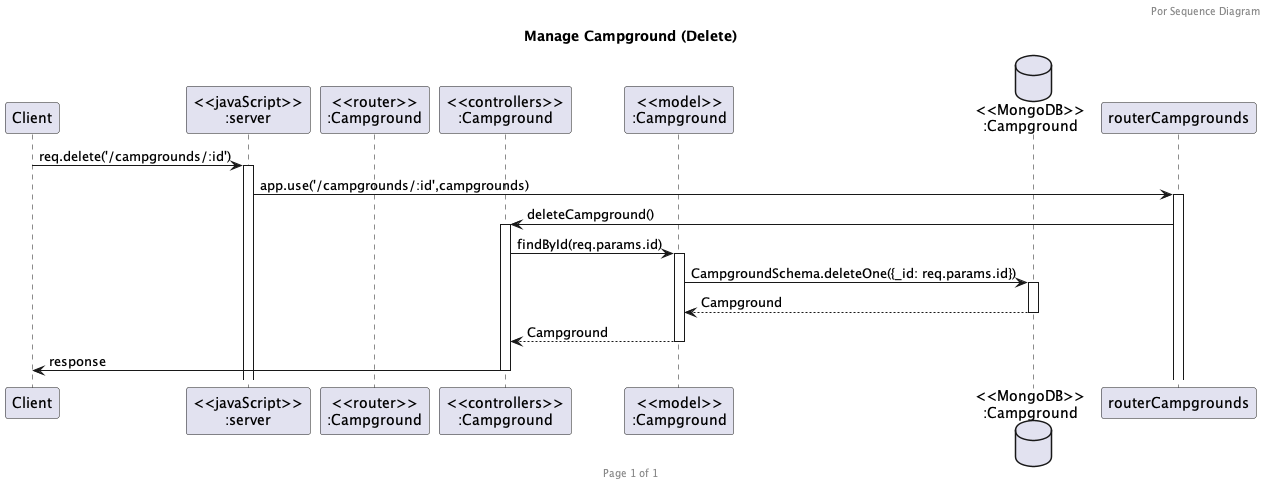 Por Sequence Diagram
Manage Campground (Delete)
Client
<<javaScript>>
:server
<<router>>
:Campground
<<controllers>>
:Campground
<<model>>
:Campground
<<MongoDB>>
:Campground
routerCampgrounds
req.delete('/campgrounds/:id')
app.use('/campgrounds/:id',campgrounds)
deleteCampground()
findById(req.params.id)
CampgroundSchema.deleteOne({_id: req.params.id})
Campground
Campground
response
Client
<<javaScript>>
:server
<<router>>
:Campground
<<controllers>>
:Campground
<<model>>
:Campground
<<MongoDB>>
:Campground
routerCampgrounds
Page 1 of 1